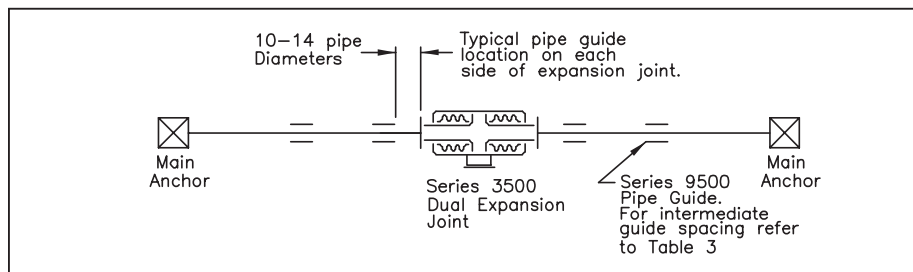 10-14 pipe
Diameters
Typical pipe guide
location on each
side of expansion joint.
Main
Anchor
Series 3500
Dual Expansion
Joint
Series 9500
Pipe Guide.
For intermediate
guide spacing refer
to Table 3
Main
Anchor